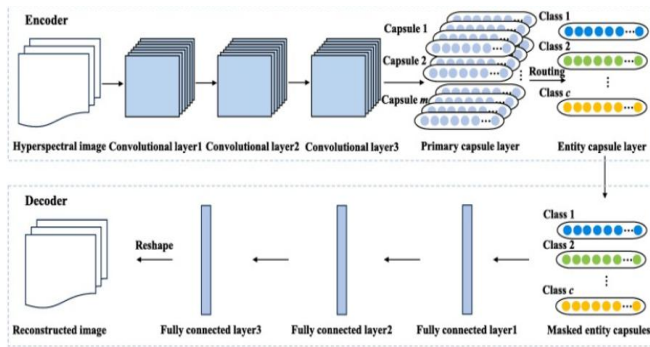 Encoder
Capsule 1
Capsule 2
Capsule m
Class 1
Class 2
Routing
Class c
Hyperspectral image
Convolutional layer1
Convolutional layer2
Convolutional layer3
Primary capsule layer
Entity capsule layer
Decoder
Class 1
Class 2
Class c
Reshape
Reconstructed image
Fully connected layer3
Fully connected layer2
Fully connected layer1
Masked entity capsules